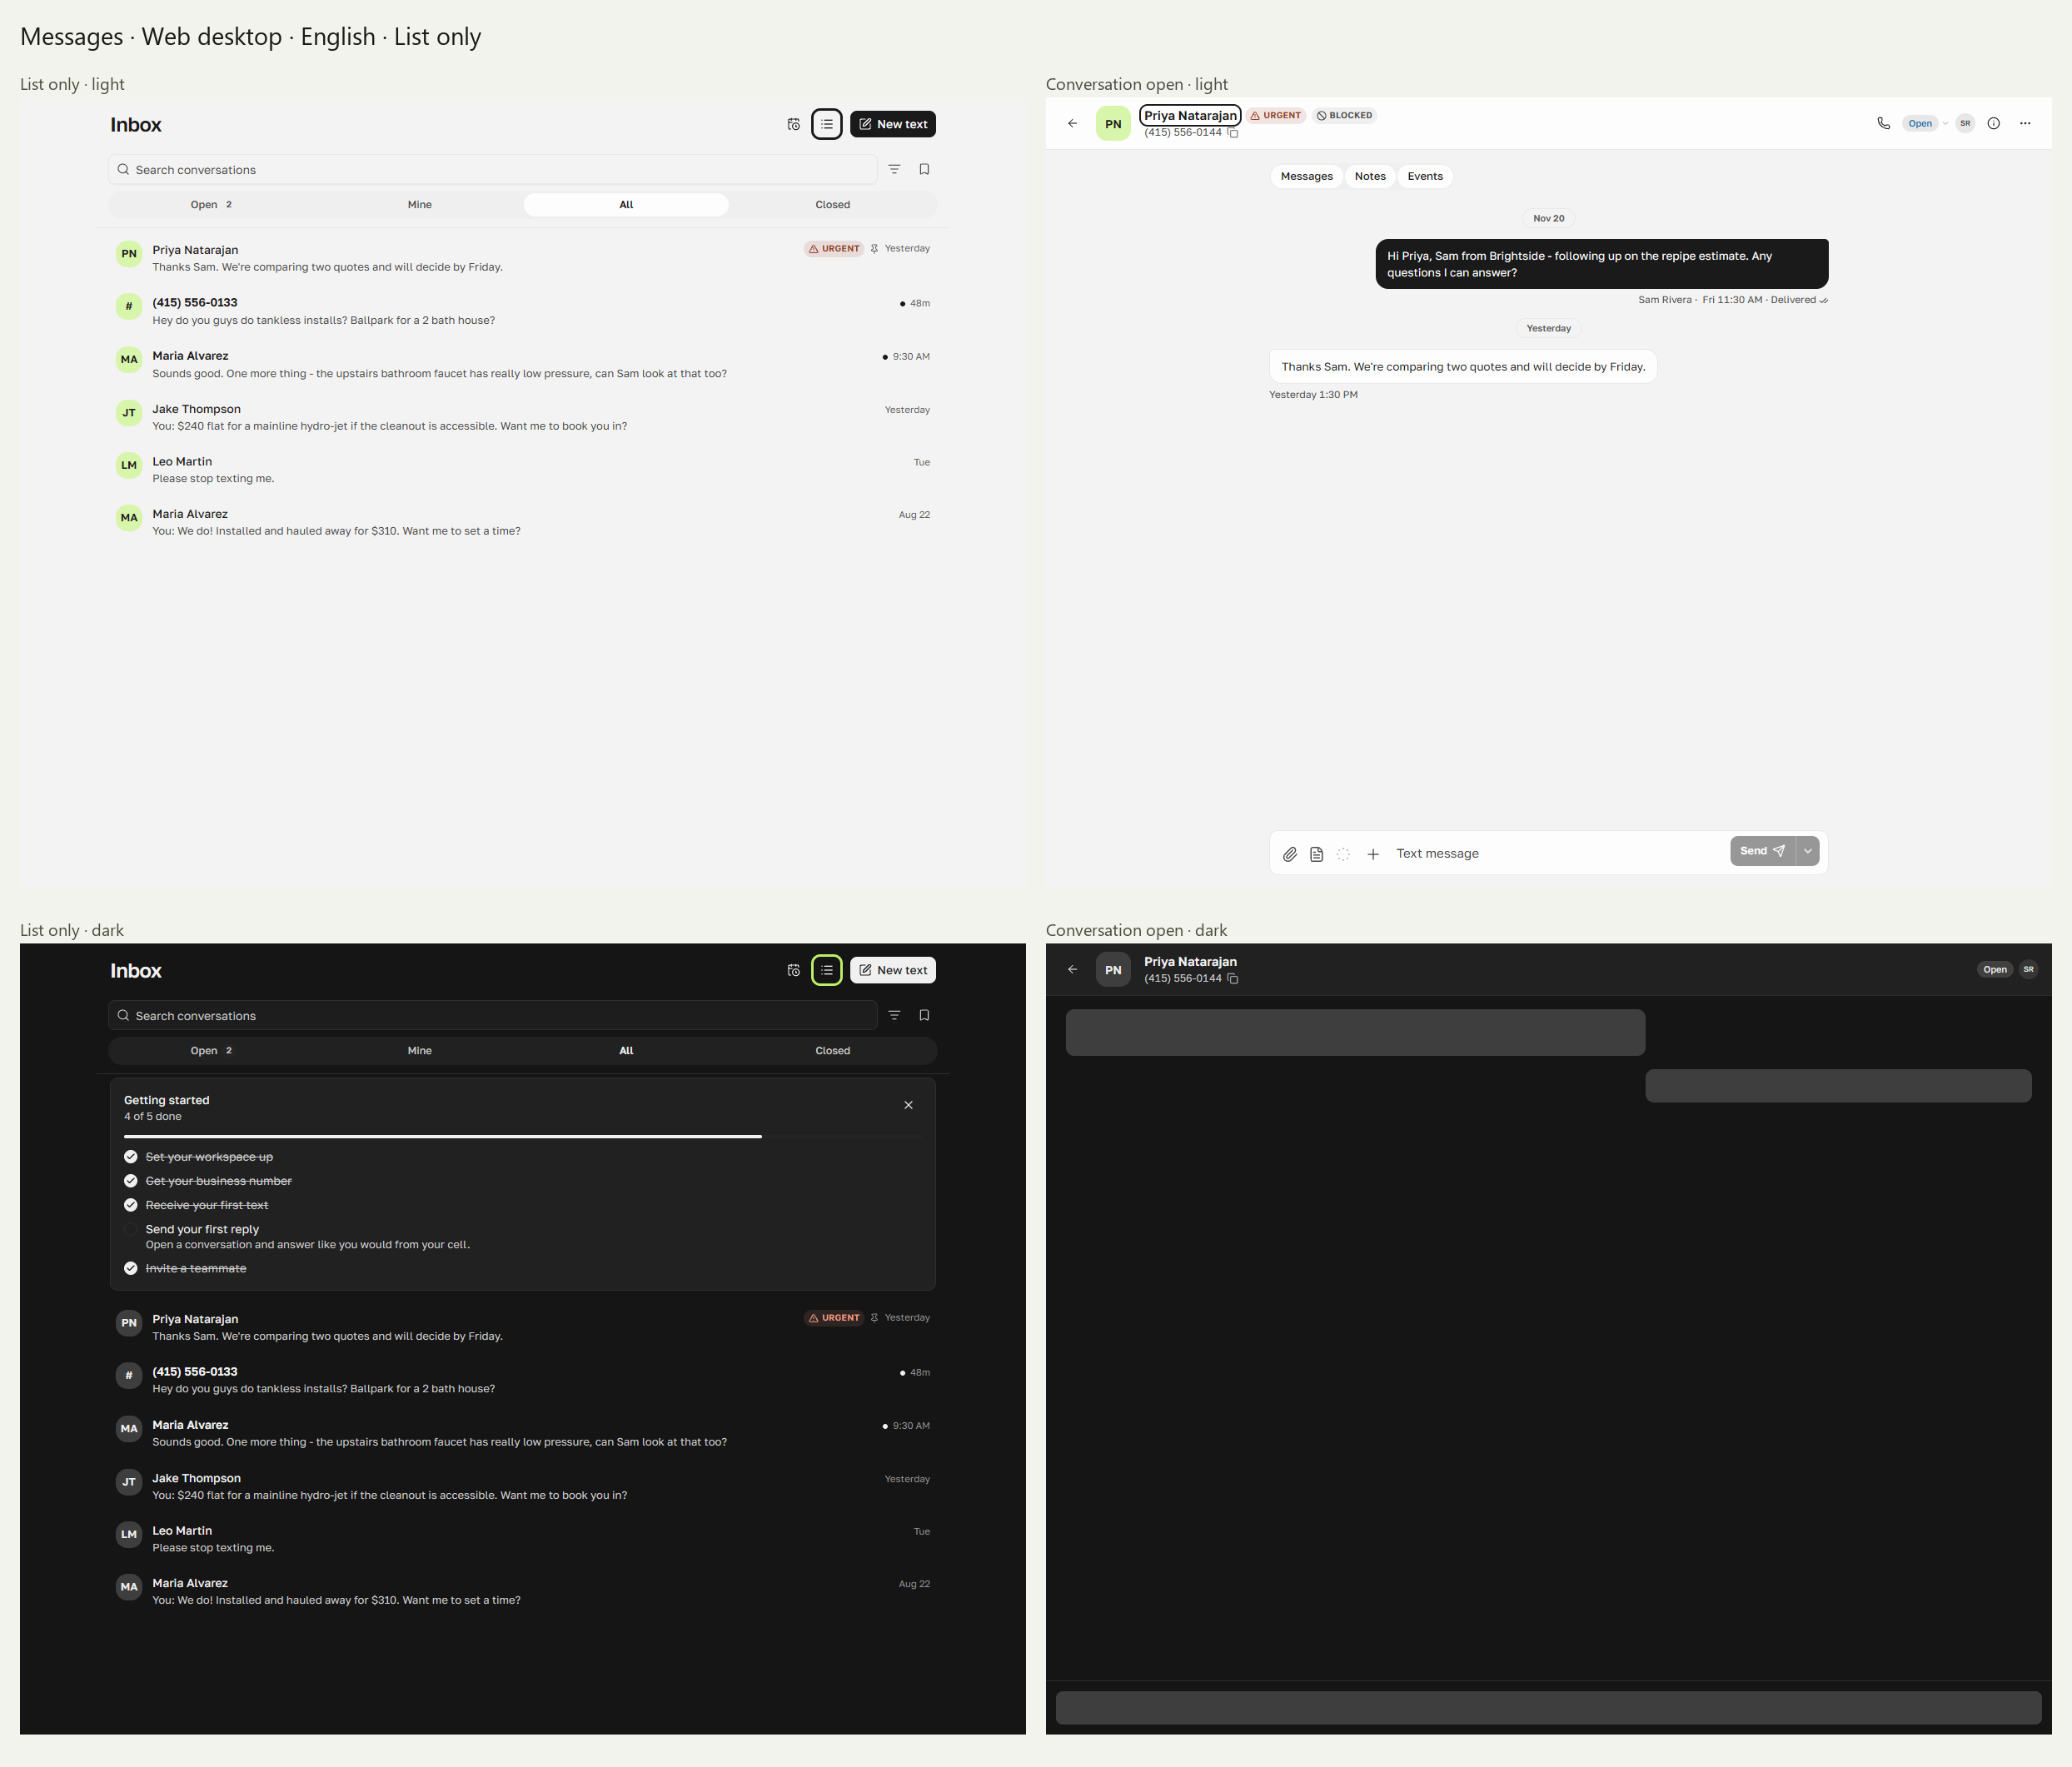 Messages · Web desktop · English · List only
List only · light
Inbox
New text
Search conversations
Open 2 Mine All Closed
PN Priya Natarajan URGENT Yesterday
Thanks Sam. We're comparing two quotes and will decide by Friday.
# (415) 556-0133 48m
Hey do you guys do tankless installs? Ballpark for a 2 bath house?
MA Maria Alvarez 9:30 AM
Sounds good. One more thing - the upstairs bathroom faucet has really low pressure, can Sam look at that too?
JT Jake Thompson Yesterday
You: $240 flat for a mainline hydro-jet if the cleanout is accessible. Want me to book you in?
LM Leo Martin Tue
Please stop texting me.
MA Maria Alvarez Aug 22
You: We do! Installed and hauled away for $310. Want me to set a time?
Conversation open · light
PN Priya Natarajan URGENT BLOCKED Open SR
(415) 556-0144
Messages Notes Events
Nov 20
Hi Priya, Sam from Brightside - following up on the repipe estimate. Any
questions I can answer?
Sam Rivera · Fri 11:30 AM · Delivered
Yesterday
Thanks Sam. We're comparing two quotes and will decide by Friday.
Yesterday 1:30 PM
Text message Send
List only · dark
Inbox
New text
Search conversations
Open 2 Mine All Closed
Getting started
4 of 5 done
Set your workspace up
Get your business number
Receive your first text
Send your first reply
Open a conversation and answer like you would from your cell.
Invite a teammate
PN Priya Natarajan URGENT Yesterday
Thanks Sam. We're comparing two quotes and will decide by Friday.
# (415) 556-0133 48m
Hey do you guys do tankless installs? Ballpark for a 2 bath house?
MA Maria Alvarez 9:30 AM
Sounds good. One more thing - the upstairs bathroom faucet has really low pressure, can Sam look at that too?
JT Jake Thompson Yesterday
You: $240 flat for a mainline hydro-jet if the cleanout is accessible. Want me to book you in?
LM Leo Martin Tue
Please stop texting me.
MA Maria Alvarez Aug 22
You: We do! Installed and hauled away for $310. Want me to set a time?
Conversation open · dark
PN Priya Natarajan Open SR
(415) 556-0144